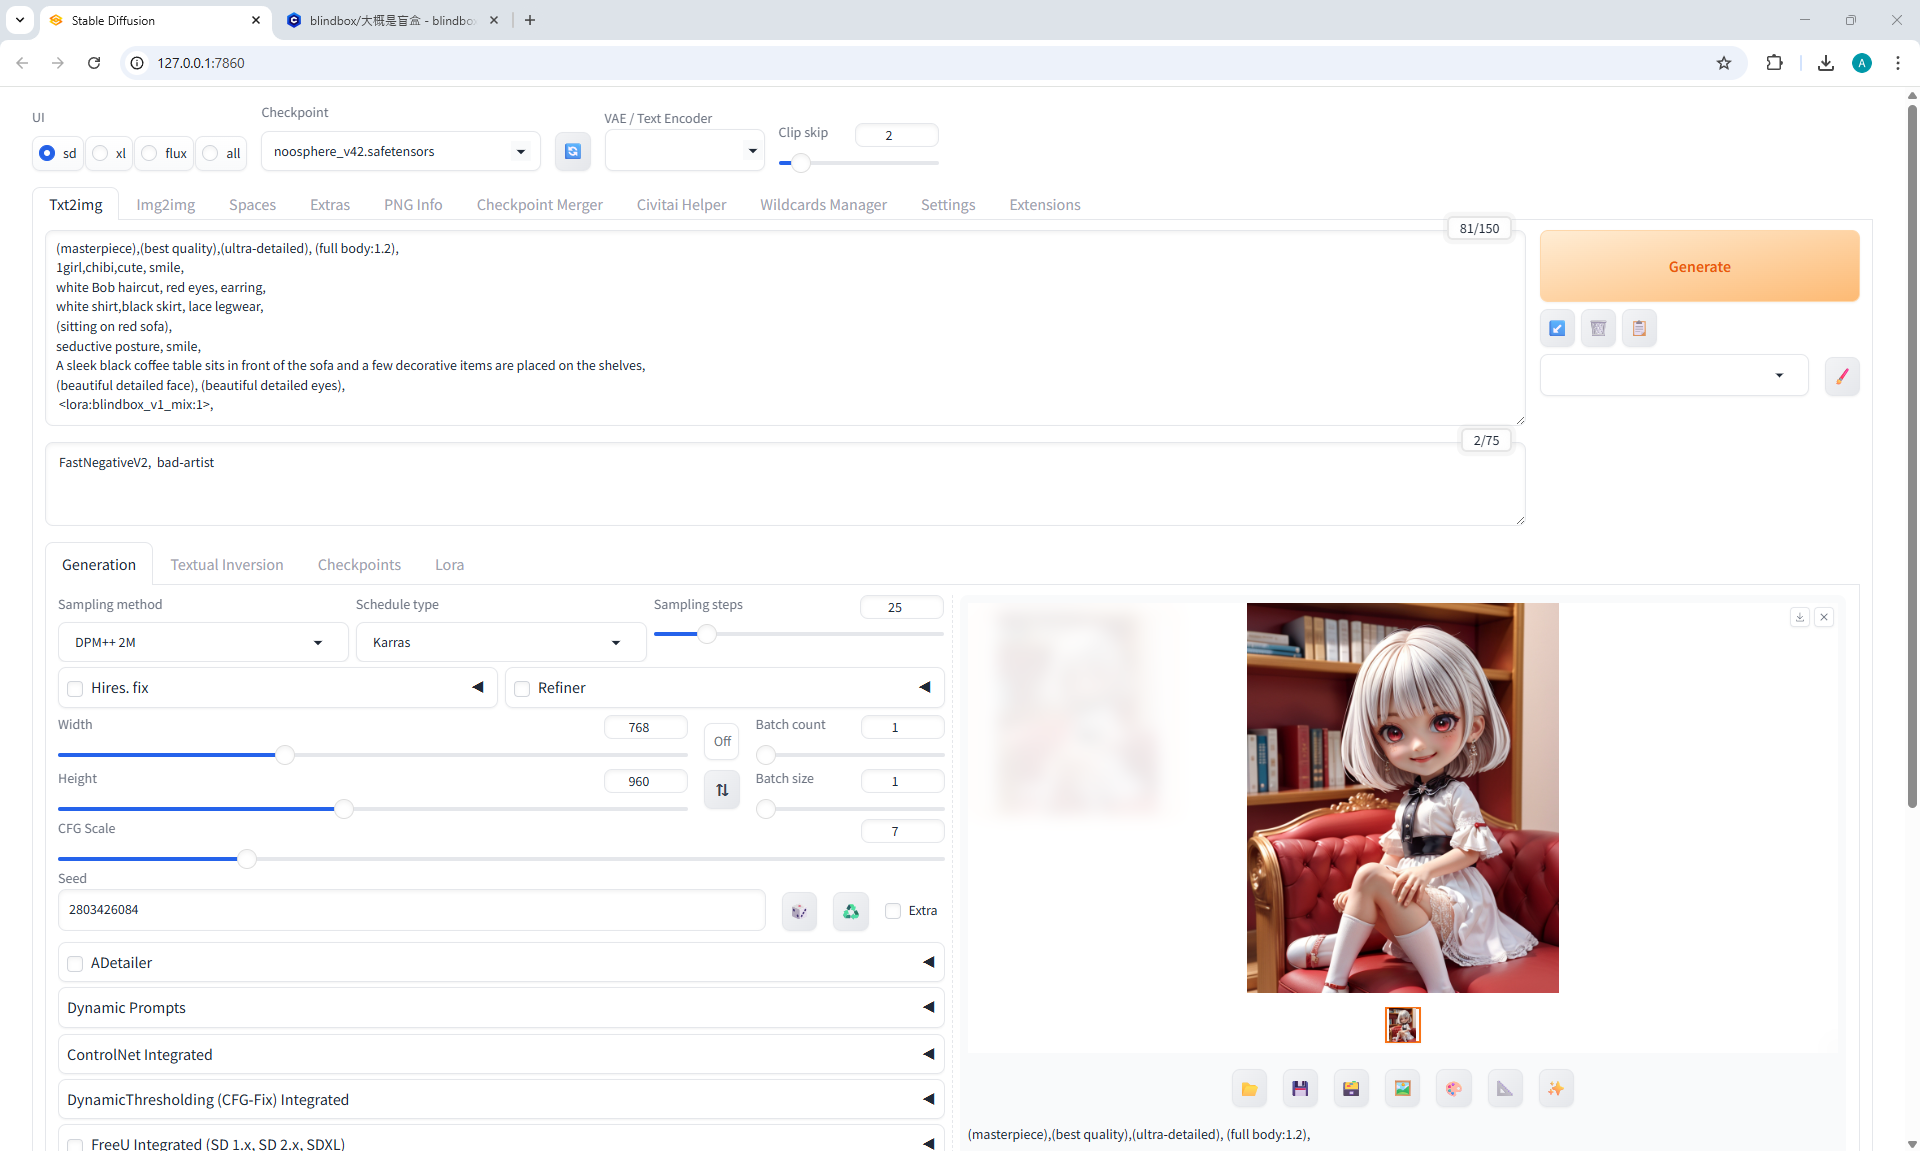 Stable Diffusion
blindbox/大概是盲盒 - blindbo
127.0.0.1:7860
A
UI
Checkpoint
VAE / Text Encoder
Clip skip
2
sd
xl
flux
all
noosphere_v42.safetensors
Txt2img
Img2img
Spaces
Extras
PNG Info
Checkpoint Merger
Civitai Helper
Wildcards Manager
Settings
Extensions
81/150
(masterpiece),(best quality),(ultra-detailed), (full body:1.2),
1girl,chibi,cute, smile,
white Bob haircut, red eyes, earring,
white shirt,black skirt, lace legwear,
(sitting on red sofa),
seductive posture, smile,
A sleek black coffee table sits in front of the sofa and a few decorative items are placed on the shelves,
(beautiful detailed face), (beautiful detailed eyes),
<lora:blindbox_v1_mix:1>,
Generate
2/75
FastNegativeV2, bad-artist
Generation
Textual Inversion
Checkpoints
Lora
Sampling method
Schedule type
Sampling steps
25
DPM++ 2M
Karras
Hires. fix
Refiner
Width
768
Off
Batch count
1
Height
960
Batch size
1
CFG Scale
7
Seed
2803426084
Extra
ADetailer
Dynamic Prompts
ControlNet Integrated
DynamicThresholding (CFG-Fix) Integrated
FreeU Integrated (SD 1.x, SD 2.x, SDXL)
(masterpiece),(best quality),(ultra-detailed), (full body:1.2),